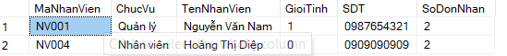 MaNhanVien ChucVu TenNhanVien GioiTinh SDT SoDonNhan
1 NV001 Quản lý Nguyễn Văn Nam 1 0987654321 2
2 NV004 Nhân viên Hoàng Thị Diệp 0 0909090909 2